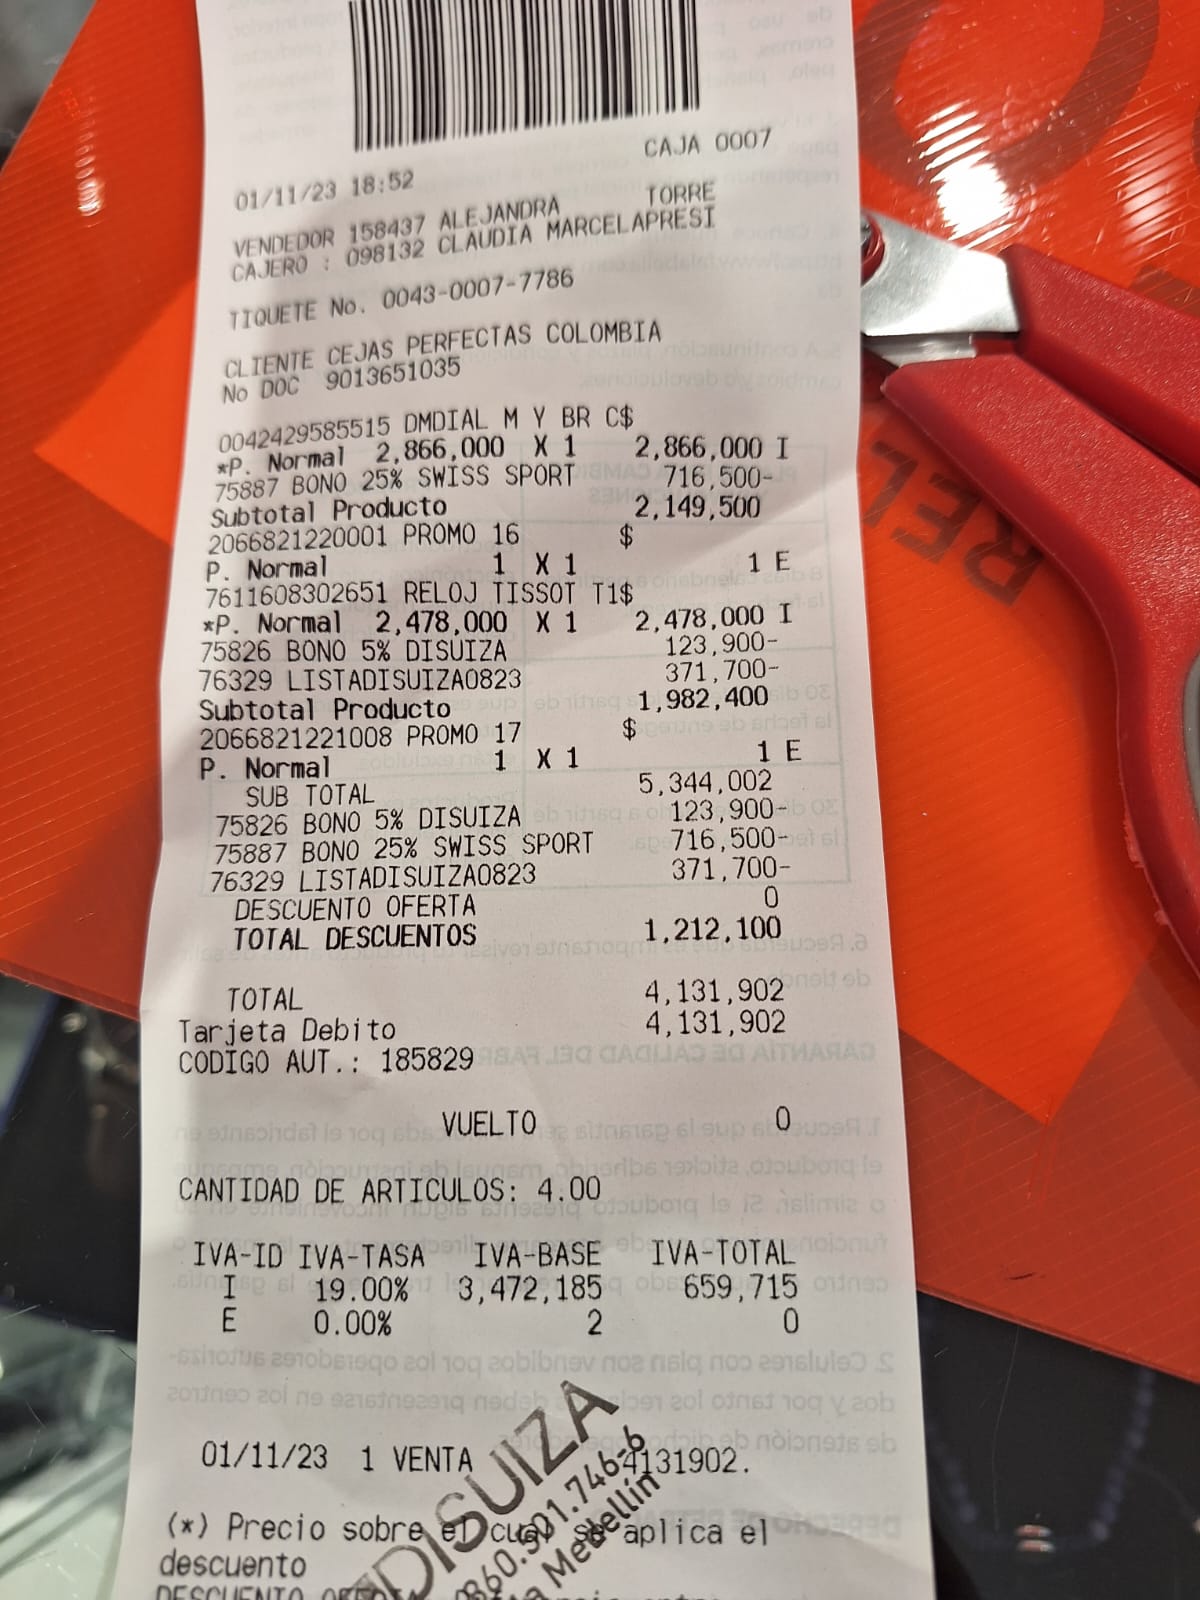 CAJA 0007
01/11/23 18:52
VENDEDOR 158437 ALEJANDRA TORRE
CAJERO : 098132 CLAUDIA MARCELAPRESI
TIQUETE No. 0043-0007-7786
CLIENTE CEJAS PERFECTAS COLOMBIA
No DOC 9013651035
0042429585515 DMDIAL M Y BR C$
*P. Normal 2,866,000 X 1 2,866,000 I
75887 BONO 25% SWISS SPORT 716,500-
Subtotal Producto 2,149,500
2066821220001 PROMO 16 $
P. Normal 1 X 1 1 E
7611608302651 RELOJ TISSOT T1$
*P. Normal 2,478,000 X 1 2,478,000 I
75826 BONO 5% DISUIZA 123,900-
76329 LISTADISUIZA0823 371,700-
Subtotal Producto 1,982,400
2066821221008 PROMO 17 $
P. Normal 1 X 1 1 E
SUB TOTAL 5,344,002
75826 BONO 5% DISUIZA 123,900-
75887 BONO 25% SWISS SPORT 716,500-
76329 LISTADISUIZA0823 371,700-
DESCUENTO OFERTA 0
TOTAL DESCUENTOS 1,212,100
TOTAL 4,131,902
Tarjeta Debito 4,131,902
CODIGO AUT.: 185829
VUELTO 0
CANTIDAD DE ARTICULOS: 4.00
IVA-ID IVA-TASA IVA-BASE IVA-TOTAL
I 19.00% 3,472,185 659,715
E 0.00% 2 0
01/11/23 1 VENTA 4131902.
(*) Precio sobre el cual se aplica el
descuento
DISUIZA
860.501.746-6
Medellín
REL